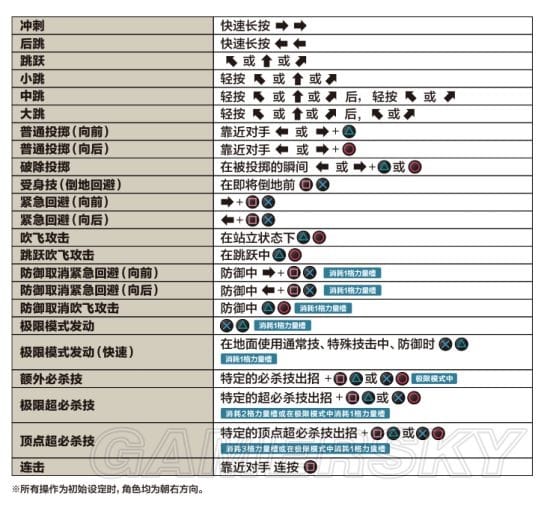 冲刺 快速长按 ➡ ➡
后跳 快速长按 ⬅ ⬅
跳跃 ⬉ 或 ⬆ 或 ⬈
小跳 轻按 ⬉ 或 ⬆ 或 ⬈
中跳 轻按 ⬉ 或 ⬆ 或 ⬈ 后，轻按 ⬉ 或 ⬈
大跳 轻按 ⬉ 或 ⬆ 或 ⬈ 后，⬉ 或 ⬈
普通投掷（向前） 靠近对手 ⬅ 或 ➡+△
普通投掷（向后） 靠近对手 ⬅ 或 ➡+○
破除投掷 在被投掷的瞬间 ⬅ 或 ➡+△或○
受身技（倒地回避） 在即将倒地前 □✕
紧急回避（向前） ➡+□✕
紧急回避（向后） ⬅+□✕
吹飞攻击 在站立状态下△○
跳跃吹飞攻击 在跳跃中△○
防御取消紧急回避（向前） 防御中 ➡+□✕ 消耗1格力量槽
防御取消紧急回避（向后） 防御中 ⬅+□✕ 消耗1格力量槽
防御取消吹飞攻击 防御中 △○ 消耗1格力量槽
极限模式发动 ✕△ 消耗1格力量槽
极限模式发动（快速） 在地面使用通常技、特殊技击中、防御时 ✕△
消耗1格力量槽
额外必杀技 特定的必杀技出招 +□△或✕○ 极限模式中
极限超必杀技 特定的超必杀技出招 +□△或✕○
消耗2格力量槽或在极限模式中消耗1格力量槽
顶点超必杀技 特定的顶点超必杀技出招 +□△或✕○
消耗3格力量槽或在极限模式中消耗1格力量槽
连击 靠近对手 连按 □
GAMERSKY
※所有操作为初始设定时，角色均为朝右方向。